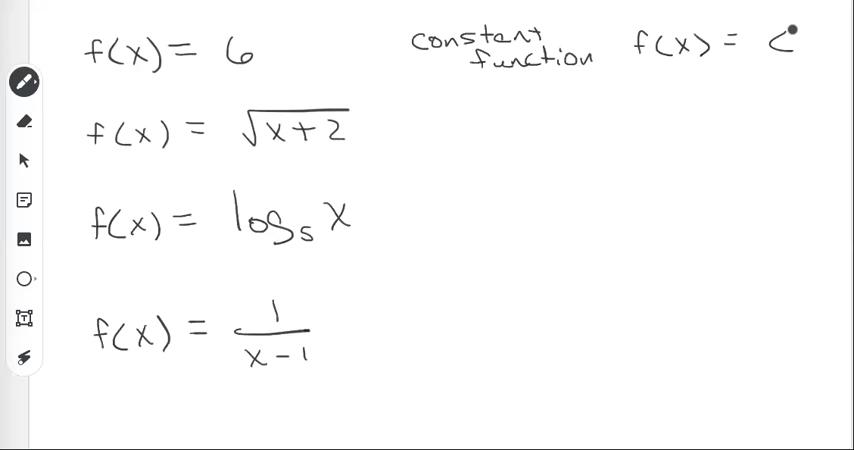 f(x) = 6
constant function f(x) = c
f(x) = √x+2
f(x) = log₅ x
f(x) = 1/x-1